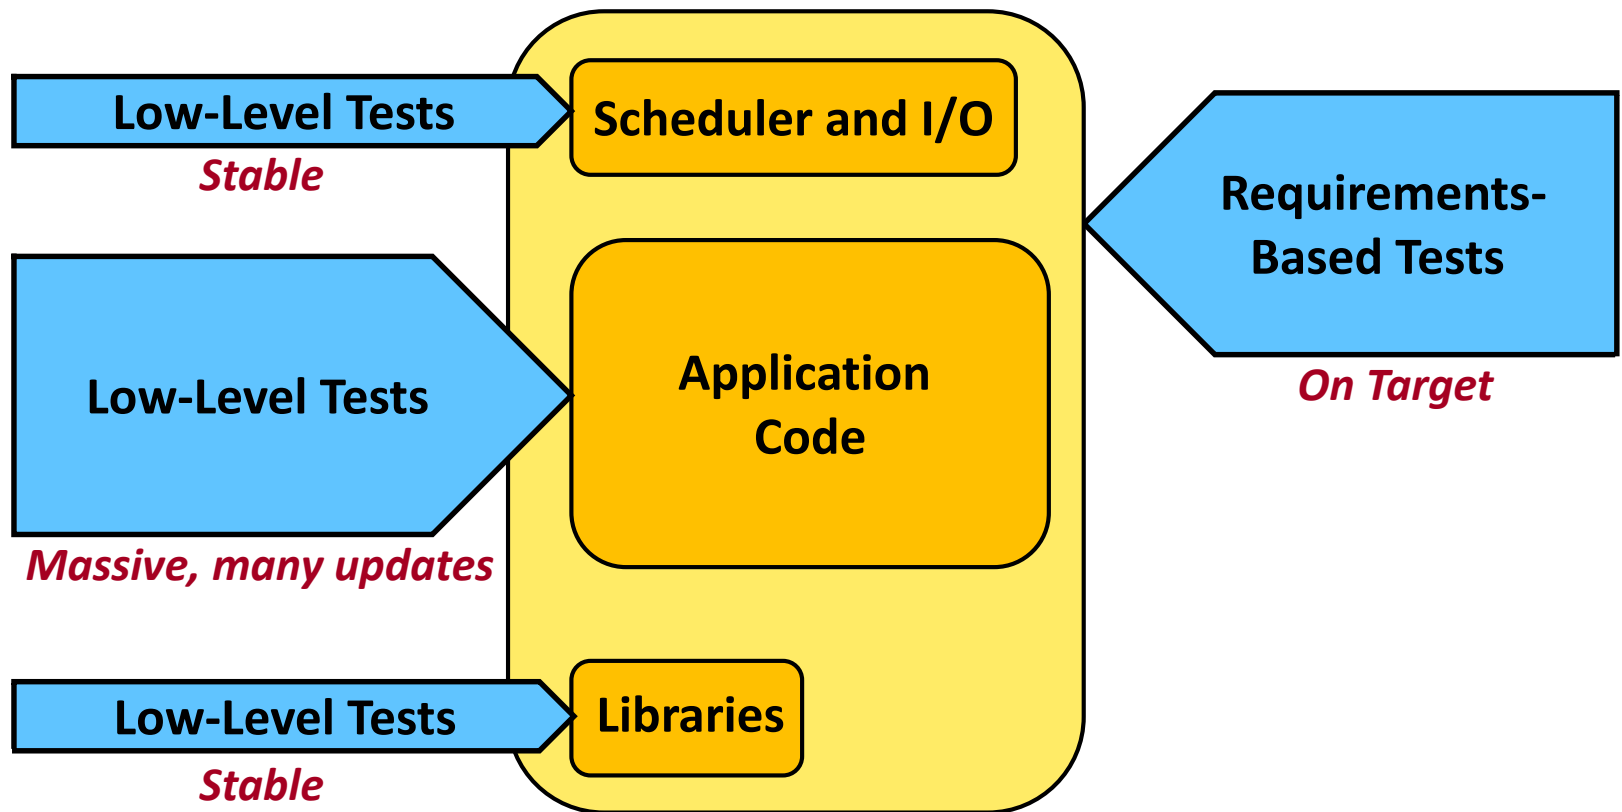 Low-Level Tests
Stable
Scheduler and I/O
Requirements-
Based Tests
On Target
Low-Level Tests
Massive, many updates
Application
Code
Low-Level Tests
Stable
Libraries